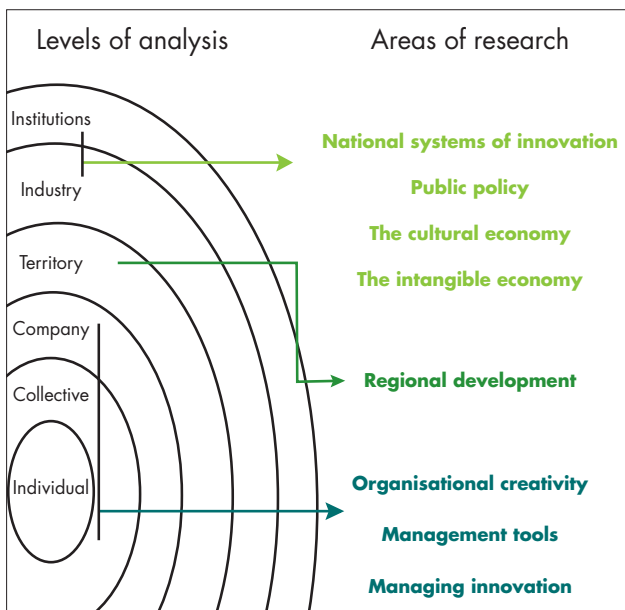 Levels of analysis
Areas of research
Institutions
Industry
Territory
Company
Collective
Individual
National systems of innovation
Public policy
The cultural economy
The intangible economy
Regional development
Organisational creativity
Management tools
Managing innovation